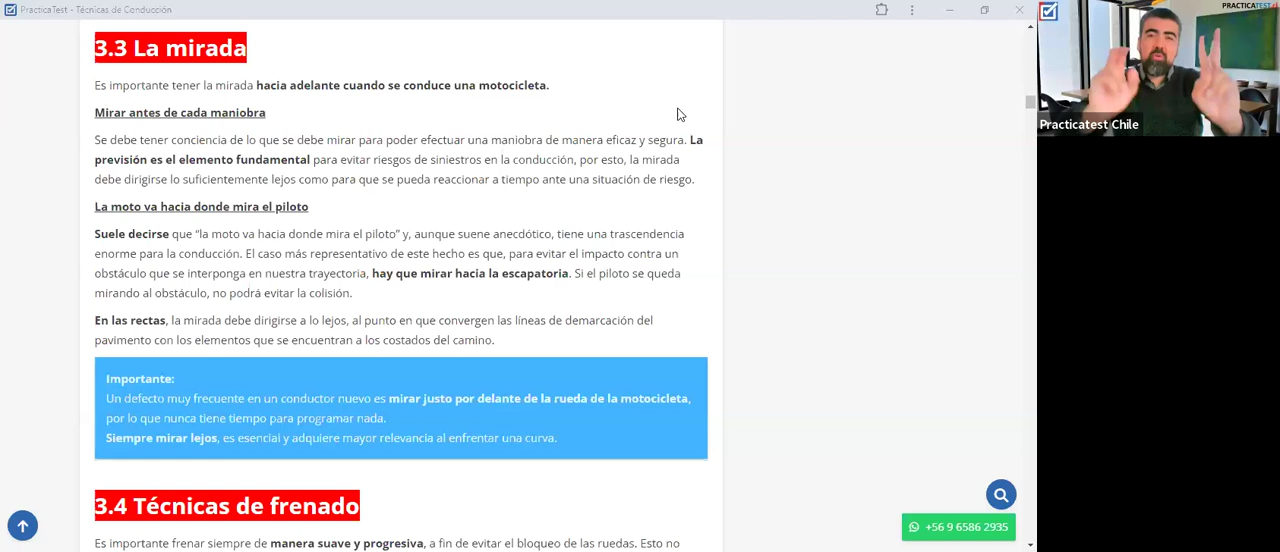 PracticaTest - Técnicas de Conducción
PRACTICATEST.cl
3.3 La mirada
Es importante tener la mirada hacia adelante cuando se conduce una motocicleta.
Mirar antes de cada maniobra
Se debe tener conciencia de lo que se debe mirar para poder efectuar una maniobra de manera eficaz y segura. La
previsión es el elemento fundamental para evitar riesgos de siniestros en la conducción, por esto, la mirada
debe dirigirse lo suficientemente lejos como para que se pueda reaccionar a tiempo ante una situación de riesgo.
La moto va hacia donde mira el piloto
Suele decirse que “la moto va hacia donde mira el piloto” y, aunque suene anecdótico, tiene una trascendencia
enorme para la conducción. El caso más representativo de este hecho es que, para evitar el impacto contra un
obstáculo que se interponga en nuestra trayectoria, hay que mirar hacia la escapatoria. Si el piloto se queda
mirando al obstáculo, no podrá evitar la colisión.
En las rectas, la mirada debe dirigirse a lo lejos, al punto en que convergen las líneas de demarcación del
pavimento con los elementos que se encuentran a los costados del camino.
Importante:
Un defecto muy frecuente en un conductor nuevo es mirar justo por delante de la rueda de la motocicleta,
por lo que nunca tiene tiempo para programar nada.
Siempre mirar lejos, es esencial y adquiere mayor relevancia al enfrentar una curva.
3.4 Técnicas de frenado
Es importante frenar siempre de manera suave y progresiva, a fin de evitar el bloqueo de las ruedas. Esto no
+56 9 6586 2935
Practicatest Chile